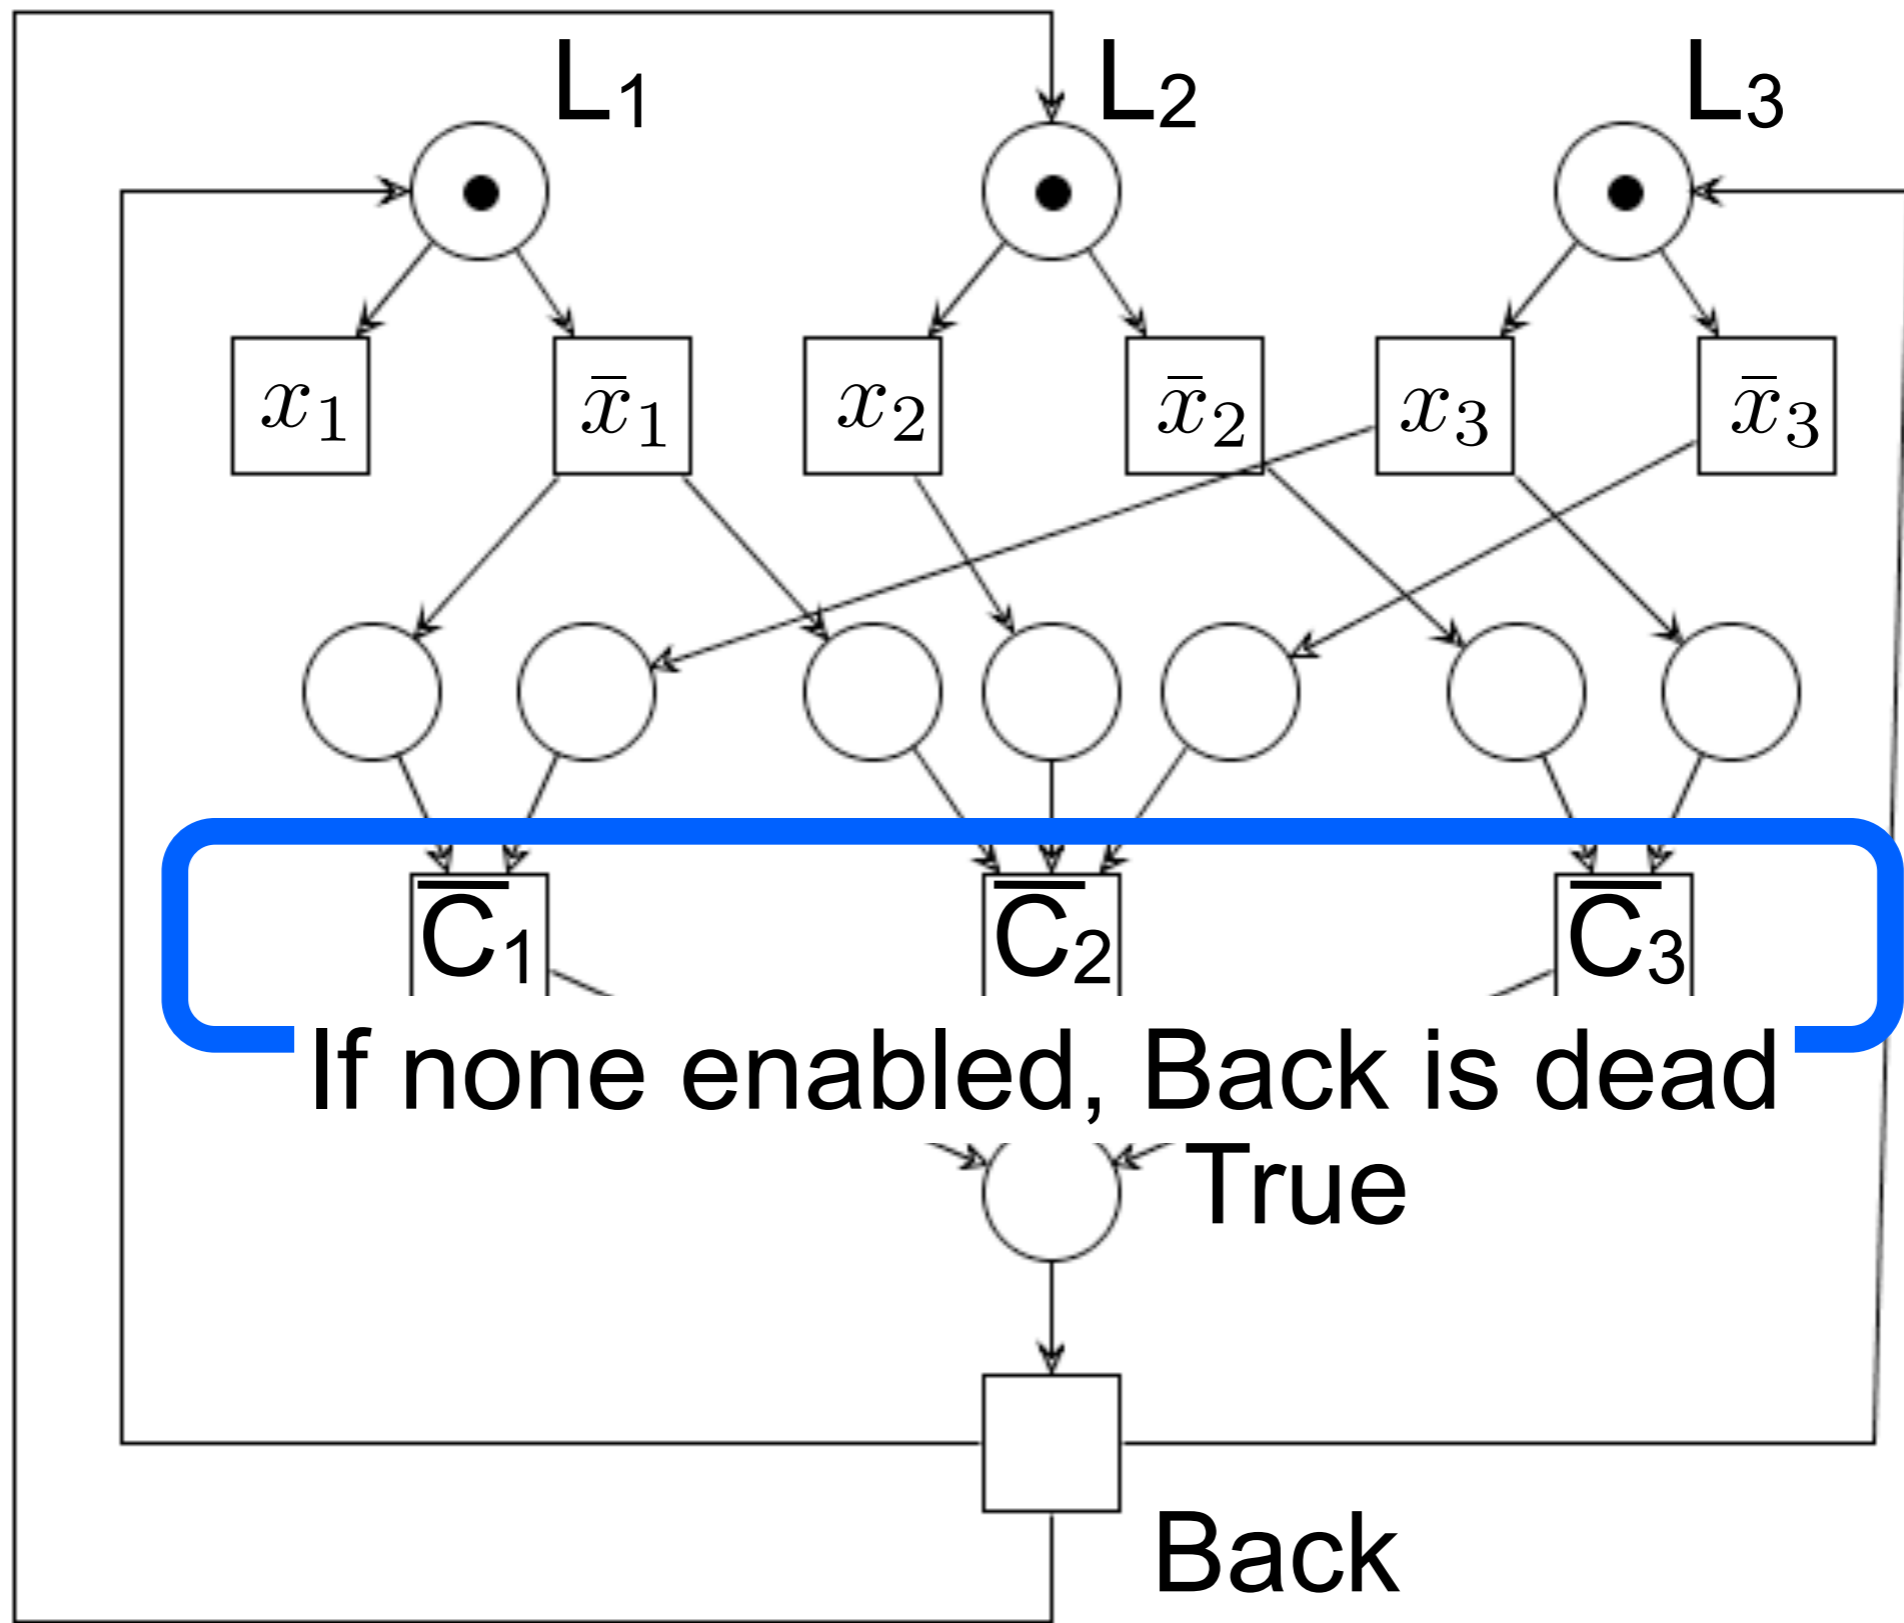 L₁ L₂ L₃
x₁ x̄₁ x₂ x̄₂ x₃ x̄₃
C̅₁ C̅₂ C̅₃
If none enabled, Back is dead
True
Back